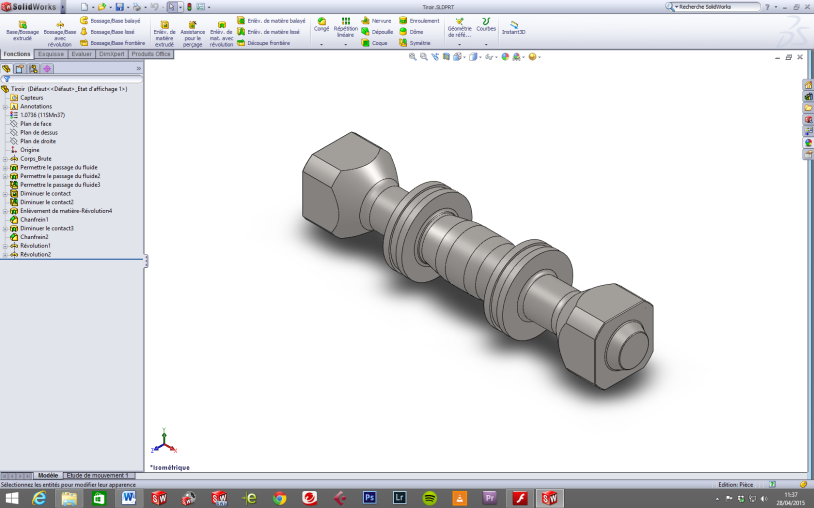 SolidWorks
Tiroir.SLDPRT
Recherche SolidWorks
Base/Bossage extrudé
Bossage/Base avec révolution
Bossage/Base balayé
Bossage/Base lissé
Bossage/Base frontière
Enlèv. de matière extrudé
Assistance pour le perçage
Enlèv. de mat. avec révolution
Enlèv. de matière balayé
Enlèv. de matière lissé
Découpe frontière
Congé
Répétition linéaire
Nervure
Dépouille
Coque
Enroulement
Dôme
Symétrie
Géométrie de réfé...
Courbes
Instant3D
Fonctions Esquisse Evaluer DimXpert Produits Office
Tiroir (Défaut<<Défaut>_Etat d'affichage 1>)
Capteurs
Annotations
1.0736 (11SMn37)
Plan de face
Plan de dessus
Plan de droite
Origine
Corps_Brute
Permettre le passage du fluide
Permettre le passage du fluide2
Permettre le passage du fluide3
Diminuer le contact
Diminuer le contact2
Enlèvement de matière-Révolution4
Chanfrein1
Diminuer le contact3
Chanfrein2
Révolution1
Révolution2
Y
Z X
*Isométrique
Modèle Etude de mouvement 1
Sélectionnez les entités pour modifier leur apparence
Edition: Pièce
11:37
28/04/2015